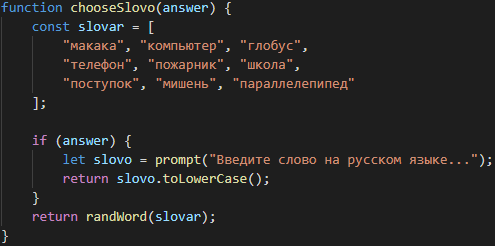 function chooseSlovo(answer) {
    const slovar = [
        "макака", "компьютер", "глобус",
        "телефон", "пожарник", "школа",
        "поступок", "мишень", "параллелепипед"
    ];

    if (answer) {
        let slovo = prompt("Введите слово на русском языке...");
        return slovo.toLowerCase();
    }
    return randWord(slovar);
}